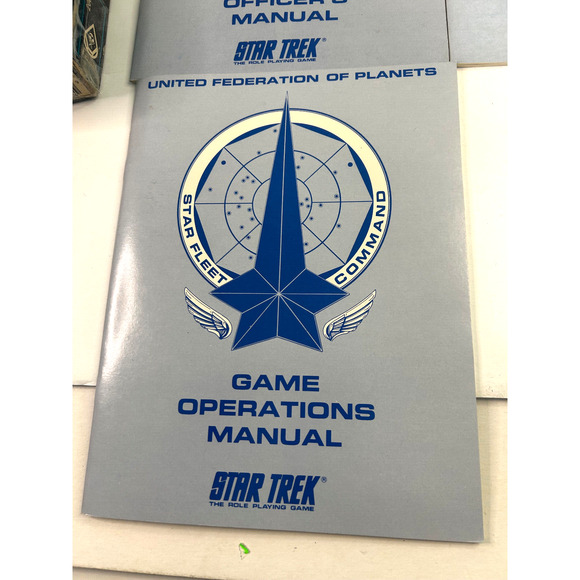 OFFICER'S
MANUAL
STAR TREK®
THE ROLE PLAYING GAME
UNITED FEDERATION OF PLANETS
STAR FLEET
COMMAND
GAME
OPERATIONS
MANUAL
STAR TREK®
THE ROLE PLAYING GAME